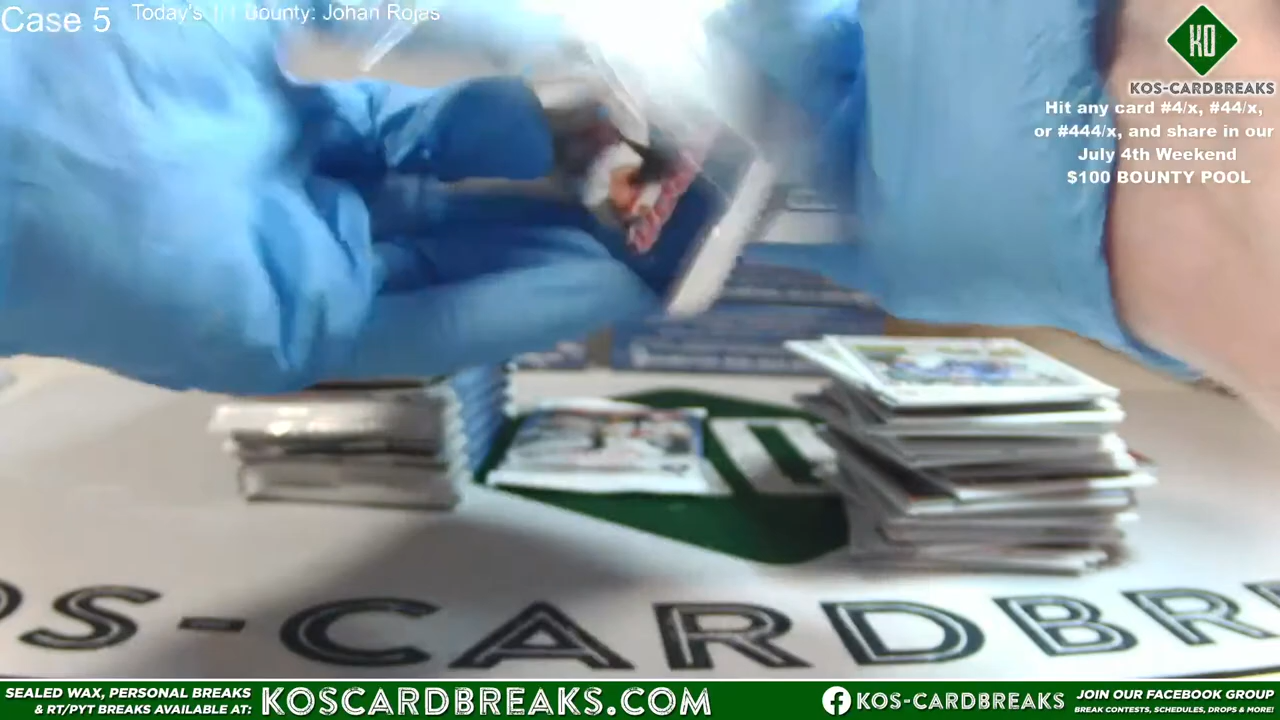 Case 5
Today's 1/1 Bounty: Johan Rojas
KO
KOS-CARDBREAKS
Hit any card #4/x, #44/x,
or #444/x, and share in our
July 4th Weekend
$100 BOUNTY POOL
OS-CARDBRE
SEALED WAX, PERSONAL BREAKS
& RT/PYT BREAKS AVAILABLE AT:
KOSCARDBREAKS.COM
KOS-CARDBREAKS
JOIN OUR FACEBOOK GROUP
BREAK CONTESTS, SCHEDULES, DROPS & MORE!